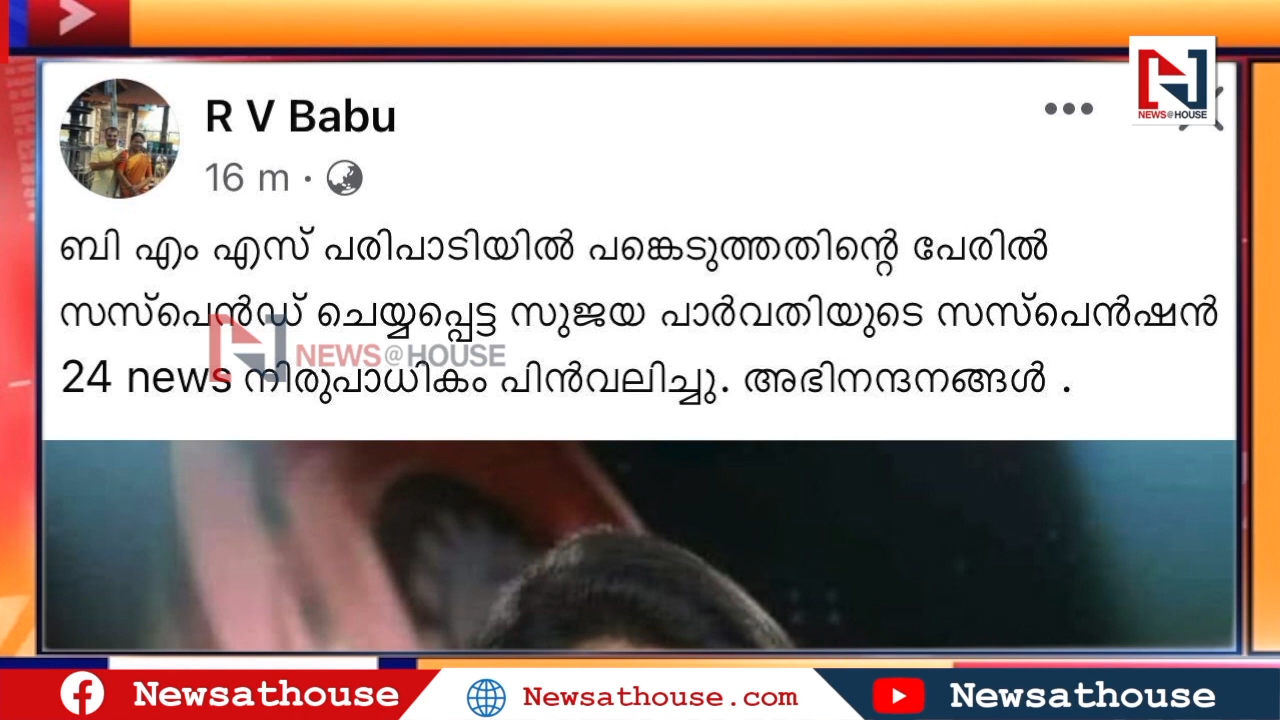 NEWS@HOUSE
R V Babu
16 m ·
ബി എം എസ് പരിപാടിയിൽ പങ്കെടുത്തതിന്റെ പേരിൽ
സസ്പെൻഡ് ചെയ്യപ്പെട്ട സുജയ പാർവതിയുടെ സസ്പെൻഷൻ
NEWS@HOUSE
24 news നിരുപാധികം പിൻവലിച്ചു. അഭിനന്ദനങ്ങൾ .
Newsathouse
Newsathouse.com
Newsathouse